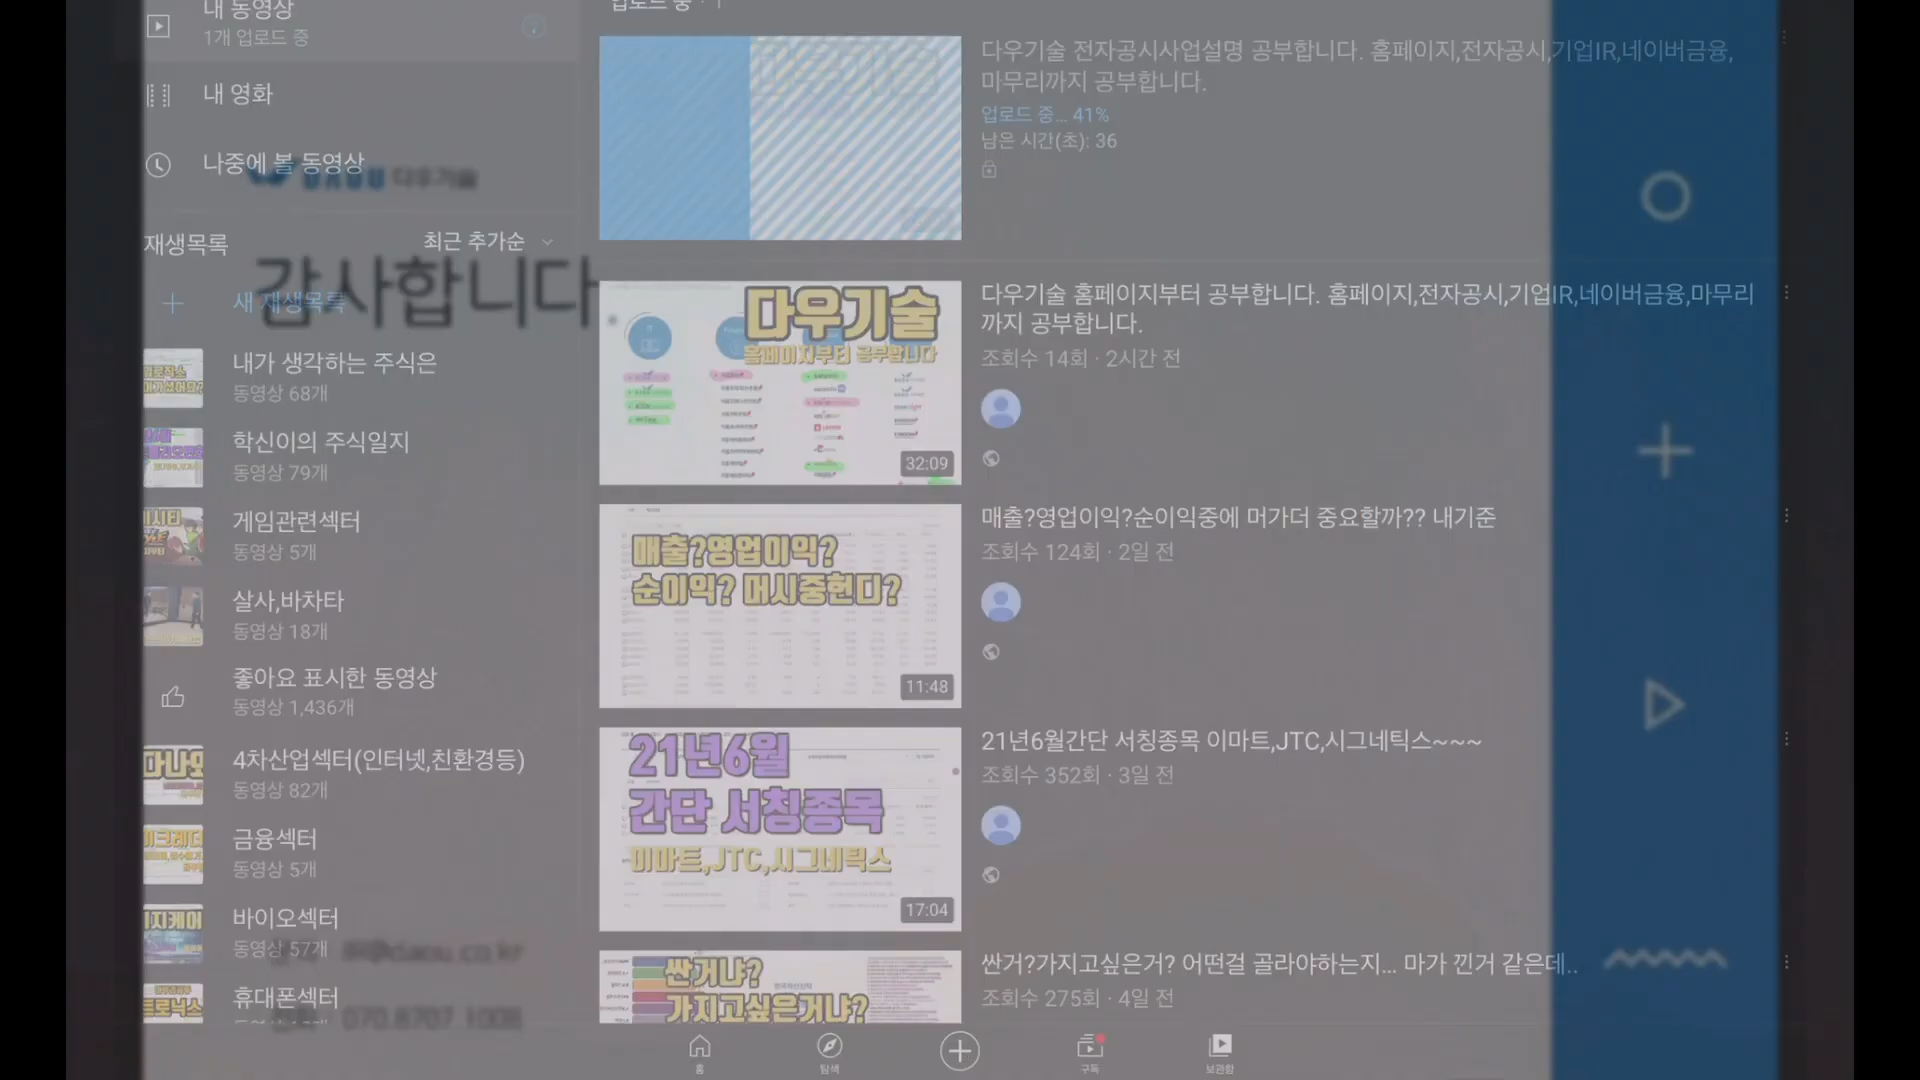 내 동영상
1개 업로드 중
내 영화
나중에 볼 동영상
다우기술
재생목록
최근 추가순
감사합니다
새 재생목록
내가 생각하는 주식은
동영상 68개
학신이의 주식일지
동영상 79개
게임관련섹터
동영상 5개
살사,바차타
동영상 18개
좋아요 표시한 동영상
동영상 1,436개
4차산업섹터(인터넷,친환경등)
동영상 82개
금융섹터
동영상 5개
바이오섹터
동영상 57개
휴대폰섹터
070.8707.1008
업로드 중 · 1
다우기술 전자공시사업설명 공부합니다. 홈페이지,전자공시,기업IR,네이버금융,
마무리까지 공부합니다.
업로드 중... 41%
남은 시간(초): 36
다우기술
홈페이지부터 공부합니다
32:09
다우기술 홈페이지부터 공부합니다. 홈페이지,전자공시,기업IR,네이버금융,마무리
까지 공부합니다.
조회수 14회 · 2시간 전
매출?영업이익?
순이익? 머시중헌디?
11:48
매출?영업이익?순이익중에 머가더 중요할까?? 내기준
조회수 124회 · 2일 전
21년6월
간단 서칭종목
이마트,JTC,시그네틱스
17:04
21년6월간단 서칭종목 이마트,JTC,시그네틱스~~~
조회수 352회 · 3일 전
싼거냐?
가지고싶은거냐?
싼거?가지고싶은거? 어떤걸 골라야하는지... 마가 낀거 같은데..
조회수 275회 · 4일 전
홈
탐색
구독
보관함